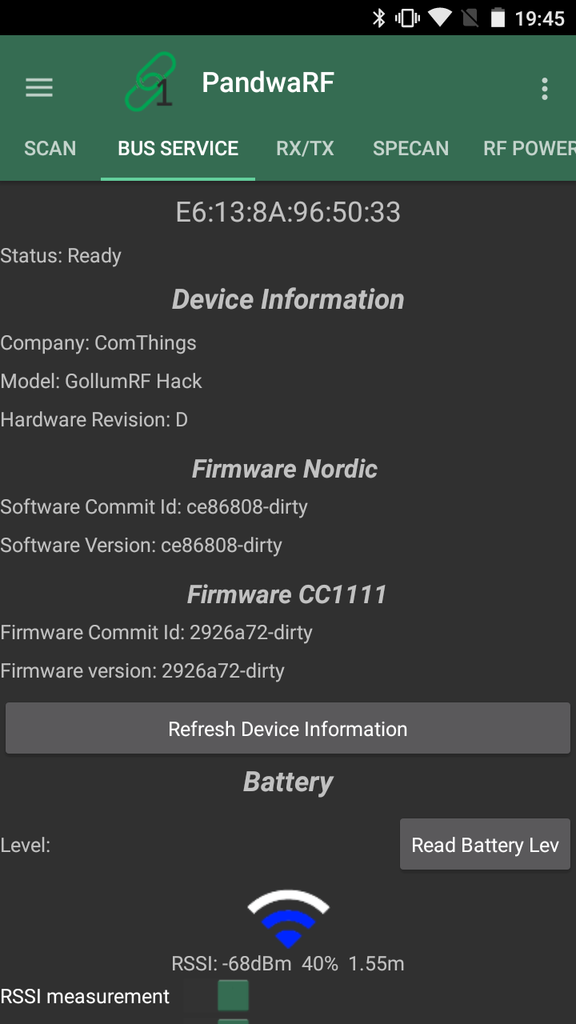 19:45
1
PandwaRF
SCAN BUS SERVICE RX/TX SPECAN RF POWER
E6:13:8A:96:50:33
Status: Ready
Device Information
Company: ComThings
Model: GollumRF Hack
Hardware Revision: D
Firmware Nordic
Software Commit Id: ce86808-dirty
Software Version: ce86808-dirty
Firmware CC1111
Firmware Commit Id: 2926a72-dirty
Firmware version: 2926a72-dirty
Refresh Device Information
Battery
Level: Read Battery Lev
RSSI: -68dBm 40% 1.55m
RSSI measurement